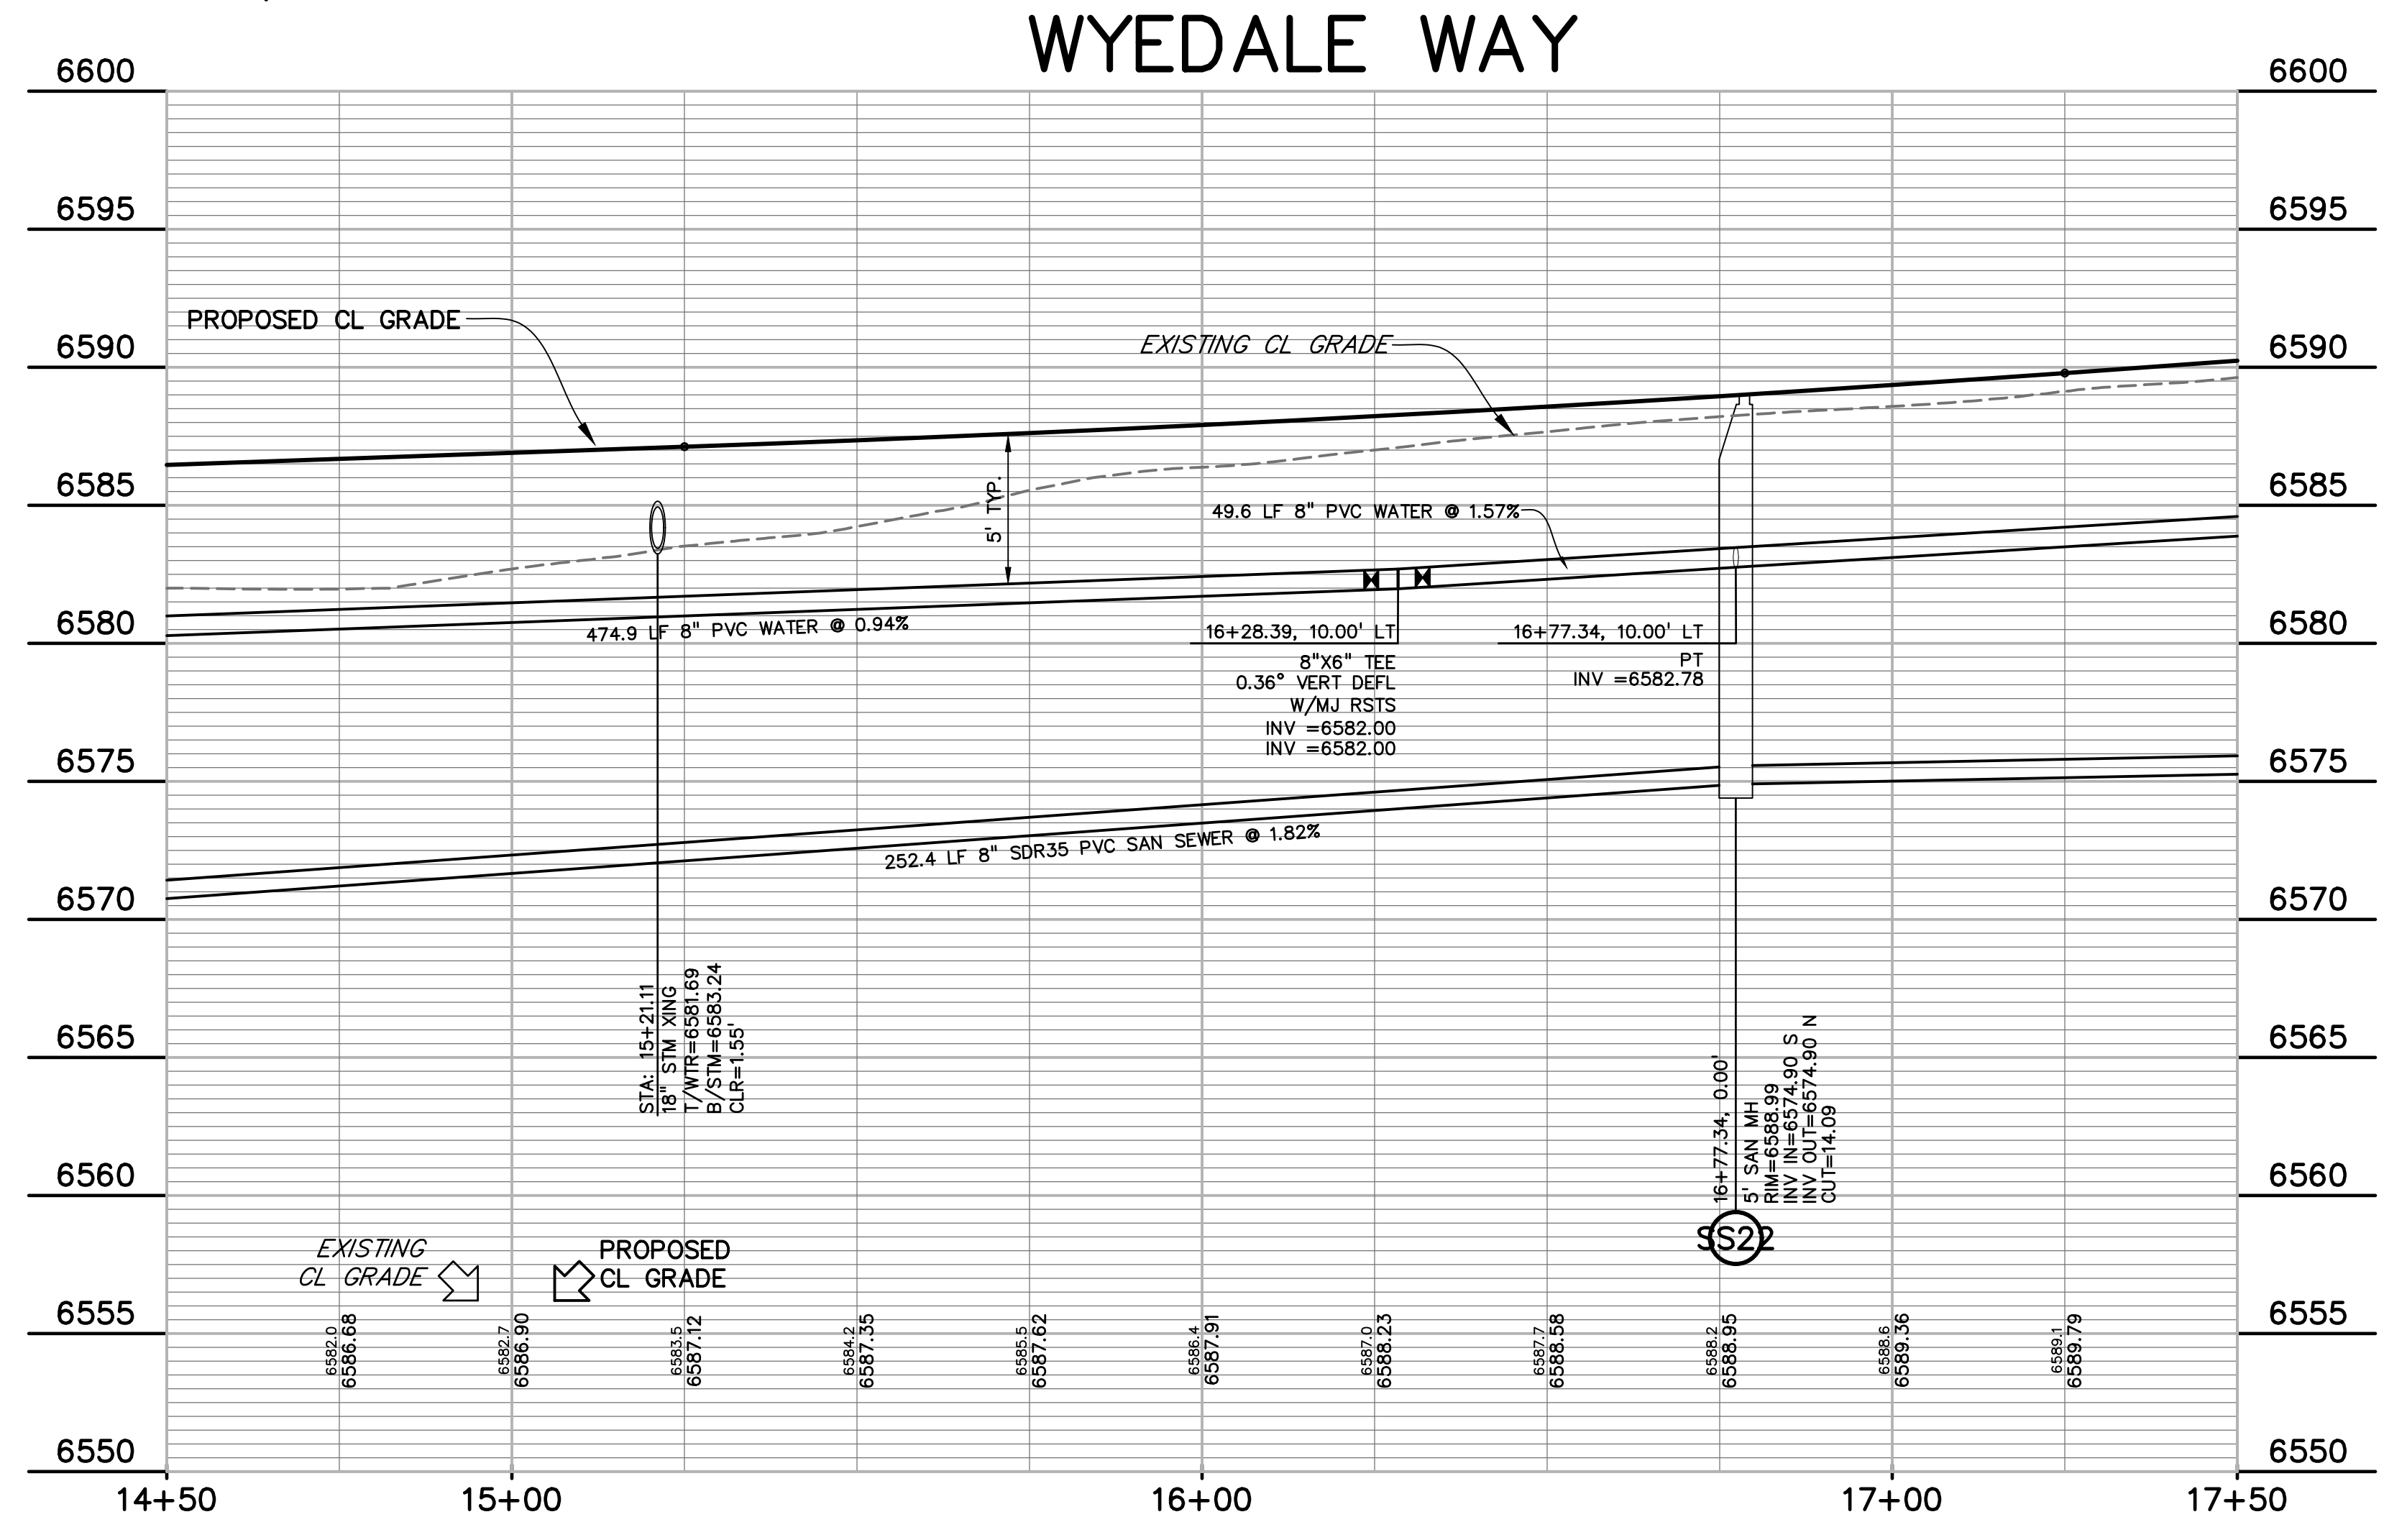 WYEDALE WAY
6600
6600
6595
6595
PROPOSED CL GRADE
EXISTING CL GRADE
6590
6590
6585
6585
5' TYP.
49.6 LF 8" PVC WATER @ 1.57%
6580
6580
474.9 LF 8" PVC WATER @ 0.94%
16+28.39, 10.00' LT
8"X6" TEE
0.36° VERT DEFL
W/MJ RSTS
INV =6582.00
INV =6582.00
16+77.34, 10.00' LT
PT
INV =6582.78
6575
6575
252.4 LF 8" SDR35 PVC SAN SEWER @ 1.82%
6570
6570
STA: 15+21.11
18" STM XING
T/WTR=6581.69
B/STM=6583.24
CLR=1.55'
6565
6565
16+77.34, 0.00'
5' SAN MH
RIM=6588.99
INV IN=6574.90 S
INV OUT=6574.90 N
CUT=14.09
6560
6560
SS22
EXISTING
CL GRADE
PROPOSED
CL GRADE
6555
6555
6582.0
6586.68
6582.7
6586.90
6583.5
6587.12
6584.2
6587.35
6585.5
6587.62
6586.4
6587.91
6587.0
6588.23
6587.7
6588.58
6588.2
6588.95
6588.6
6589.36
6589.1
6589.79
6550
6550
14+50
15+00
16+00
17+00
17+50